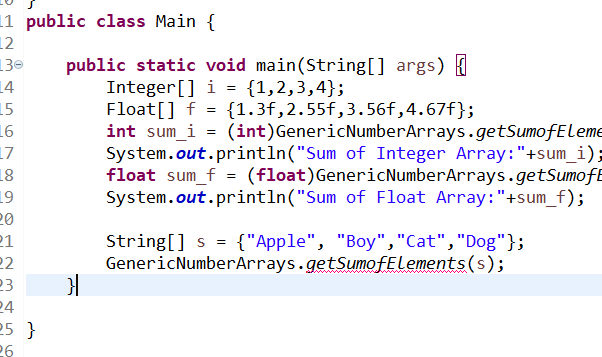 }
11 public class Main {
12
13 public static void main(String[] args) {
14 Integer[] i = {1,2,3,4};
15 Float[] f = {1.3f,2.55f,3.56f,4.67f};
16 int sum_i = (int)GenericNumberArrays.getSumofEleme
17 System.out.println("Sum of Integer Array:"+sum_i);
18 float sum_f = (float)GenericNumberArrays.getSumofE
19 System.out.println("Sum of Float Array:"+sum_f);
20
21 String[] s = {"Apple", "Boy","Cat","Dog"};
22 GenericNumberArrays.getSumofElements(s);
23 }
24
25 }
26